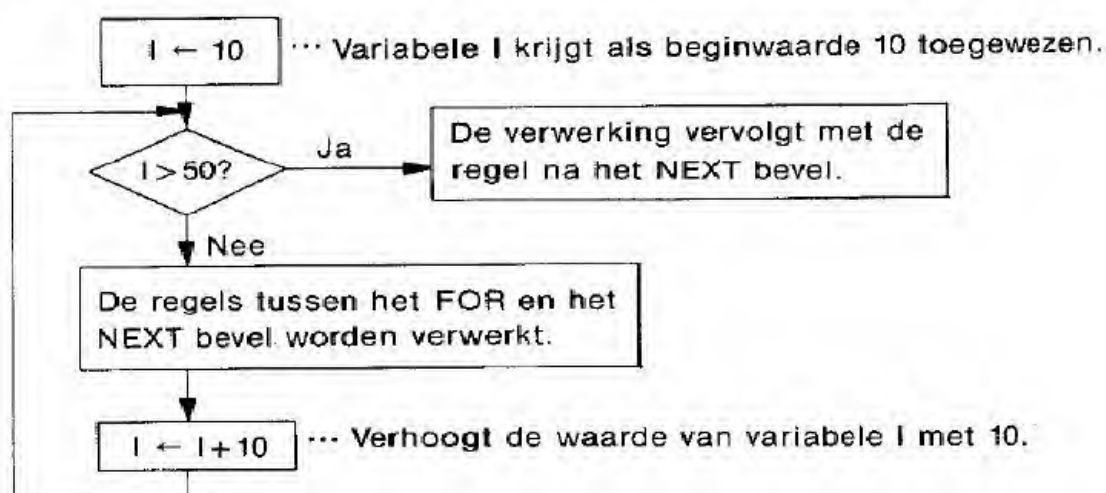 I ← 10 ··· Variabele I krijgt als beginwaarde 10 toegewezen.
I > 50?
Ja
De verwerking vervolgt met de
regel na het NEXT bevel.
Nee
De regels tussen het FOR en het
NEXT bevel worden verwerkt.
I ← I + 10 ··· Verhoogt de waarde van variabele I met 10.